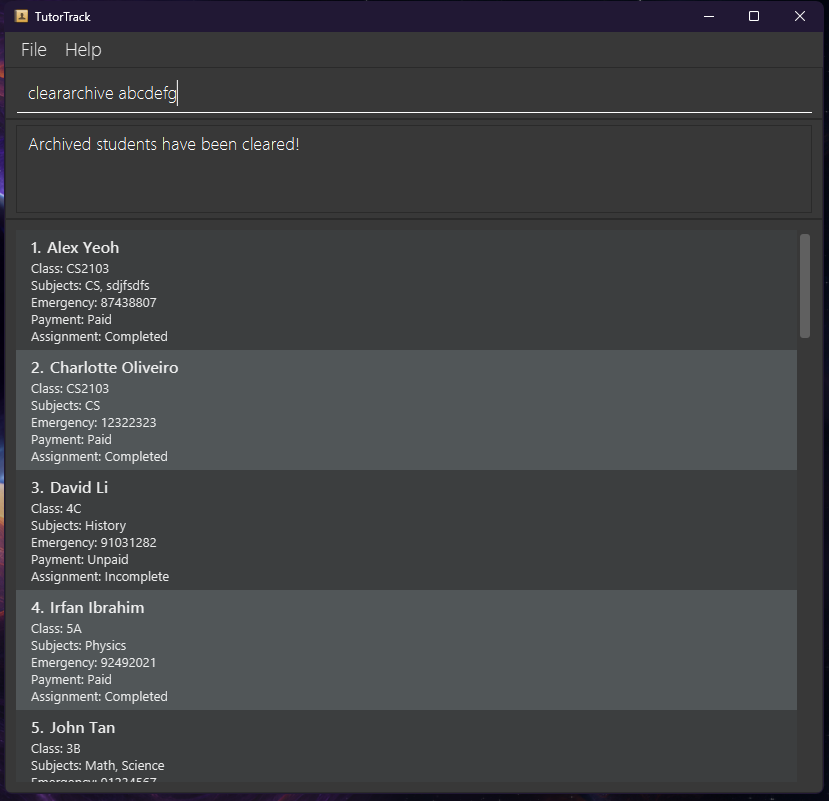 TutorTrack
File Help
cleararchive abcdefg
Archived students have been cleared!
1. Alex Yeoh
Class: CS2103
Subjects: CS, sdjfsdfs
Emergency: 87438807
Payment: Paid
Assignment: Completed
2. Charlotte Oliveiro
Class: CS2103
Subjects: CS
Emergency: 12322323
Payment: Paid
Assignment: Completed
3. David Li
Class: 4C
Subjects: History
Emergency: 91031282
Payment: Unpaid
Assignment: Incomplete
4. Irfan Ibrahim
Class: 5A
Subjects: Physics
Emergency: 92492021
Payment: Paid
Assignment: Completed
5. John Tan
Class: 3B
Subjects: Math, Science
Emergency: 91234567